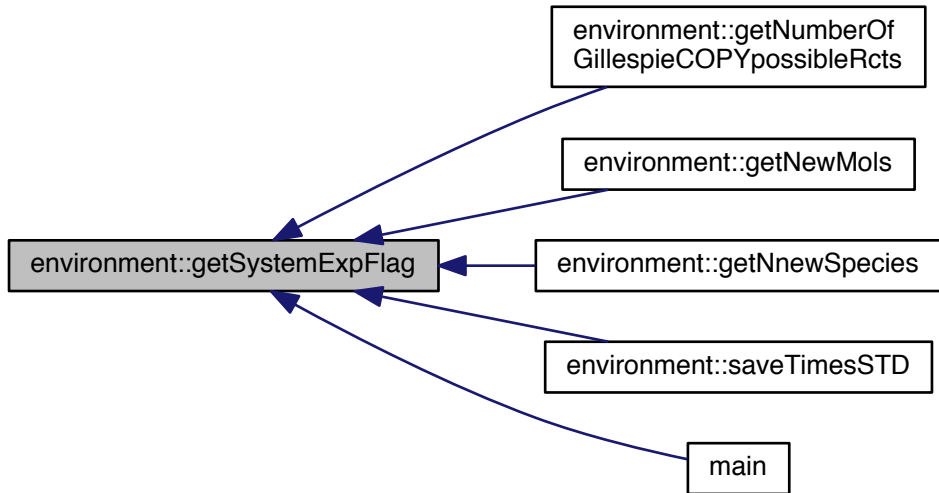 environment::getNumberOf
GillespieCOPYpossibleRcts
environment::getNewMols
environment::getSystemExpFlag
environment::getNnewSpecies
environment::saveTimesSTD
main